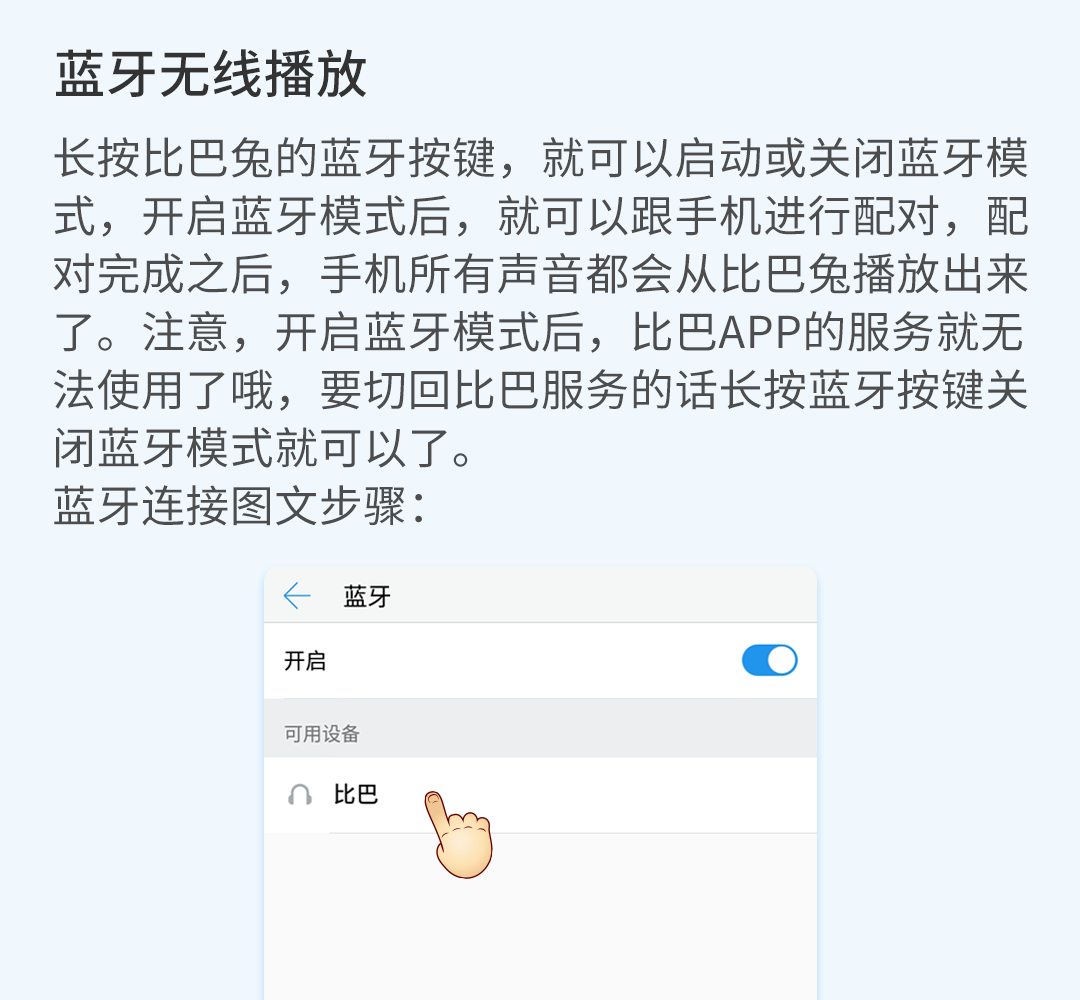 蓝牙无线播放
长按比巴兔的蓝牙按键，就可以启动或关闭蓝牙模
式，开启蓝牙模式后，就可以跟手机进行配对，配
对完成之后，手机所有声音都会从比巴兔播放出来
了。注意，开启蓝牙模式后，比巴APP的服务就无
法使用了哦，要切回比巴服务的话长按蓝牙按键关
闭蓝牙模式就可以了。
蓝牙连接图文步骤：
蓝牙
开启
可用设备
比巴